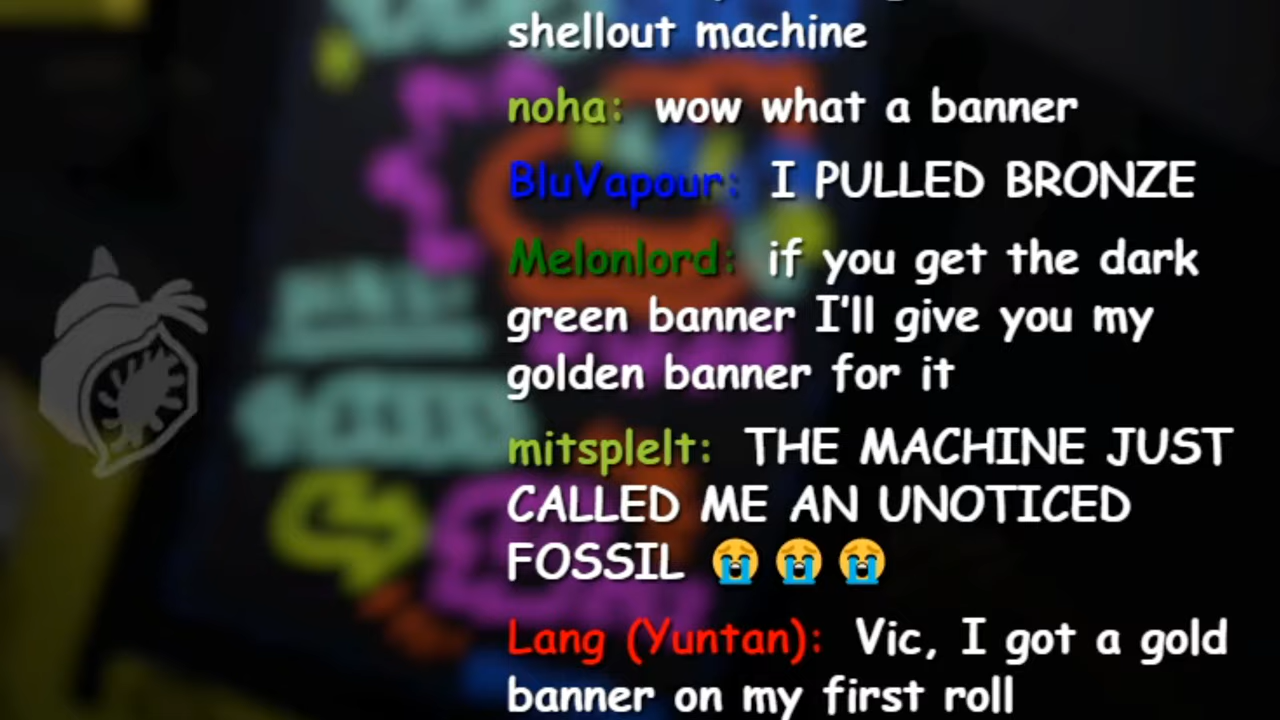 shellout machine
noha: wow what a banner
BluVapour: I PULLED BRONZE
Melonlord: if you get the dark
green banner I'll give you my
golden banner for it
mitsplelt: THE MACHINE JUST
CALLED ME AN UNOTICED
FOSSIL 😭 😭 😭
Lang (Yuntan): Vic, I got a gold
banner on my first roll